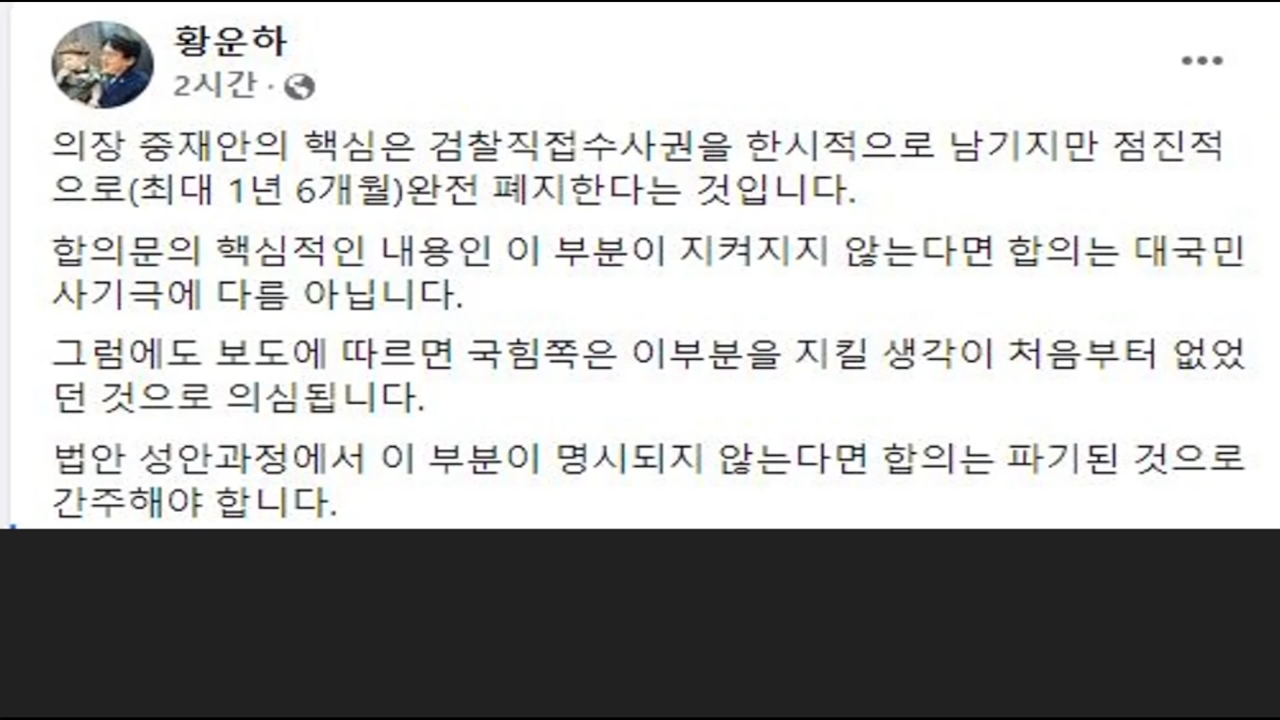 황운하
2시간 ·
의장 중재안의 핵심은 검찰직접수사권을 한시적으로 남기지만 점진적
으로(최대 1년 6개월)완전 폐지한다는 것입니다.
합의문의 핵심적인 내용인 이 부분이 지켜지지 않는다면 합의는 대국민
사기극에 다름 아닙니다.
그럼에도 보도에 따르면 국힘쪽은 이부분을 지킬 생각이 처음부터 없었
던 것으로 의심됩니다.
법안 성안과정에서 이 부분이 명시되지 않는다면 합의는 파기된 것으로
간주해야 합니다.